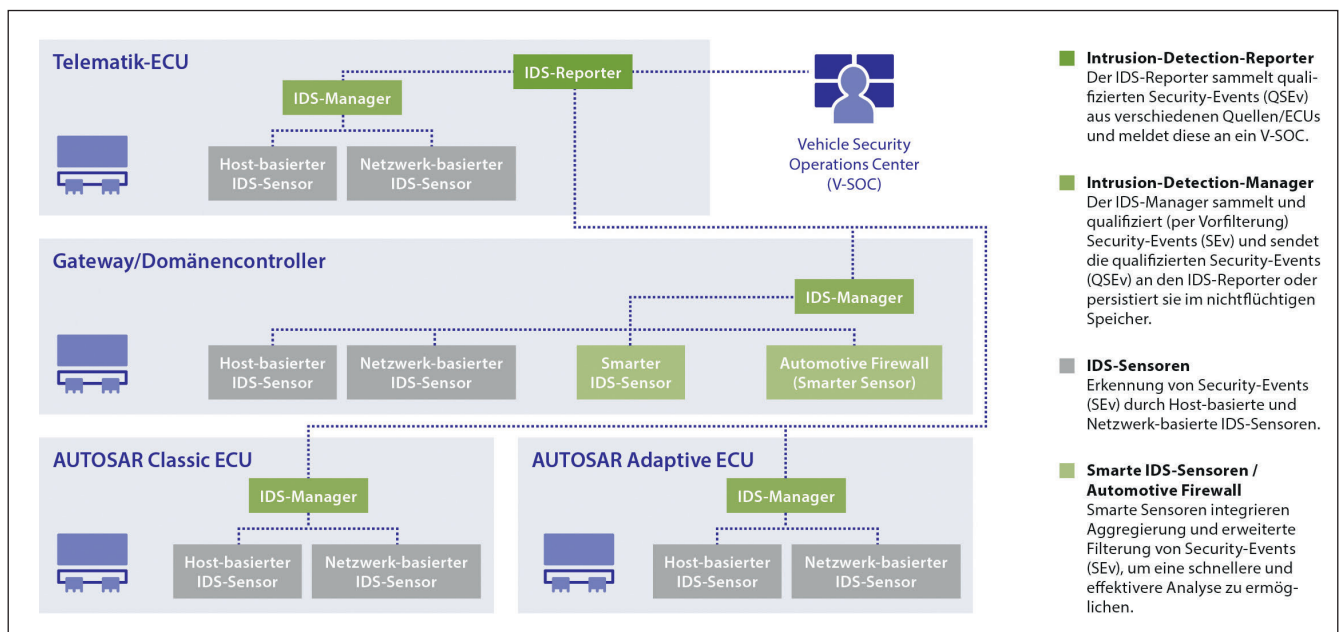 Telematik-ECU
IDS-Reporter
IDS-Manager
Host-basierter
IDS-Sensor
Netzwerk-basierter
IDS-Sensor
Vehicle Security
Operations Center
(V-SOC)
Gateway/Domänencontroller
IDS-Manager
Host-basierter
IDS-Sensor
Netzwerk-basierter
IDS-Sensor
Smarter
IDS-Sensor
Automotive Firewall
(Smarter Sensor)
AUTOSAR Classic ECU
IDS-Manager
Host-basierter
IDS-Sensor
Netzwerk-basierter
IDS-Sensor
AUTOSAR Adaptive ECU
IDS-Manager
Host-basierter
IDS-Sensor
Netzwerk-basierter
IDS-Sensor
Intrusion-Detection-Reporter
Der IDS-Reporter sammelt quali-
fizierten Security-Events (QSEv)
aus verschiedenen Quellen/ECUs
und meldet diese an ein V-SOC.
Intrusion-Detection-Manager
Der IDS-Manager sammelt und
qualifiziert (per Vorfilterung)
Security-Events (SEv) und sendet
die qualifizierten Security-Events
(QSEv) an den IDS-Reporter oder
persistiert sie im nichtflüchtigen
Speicher.
IDS-Sensoren
Erkennung von Security-Events
(SEv) durch Host-basierte und
Netzwerk-basierte IDS-Sensoren.
Smarte IDS-Sensoren /
Automotive Firewall
Smarte Sensoren integrieren
Aggregierung und erweiterte
Filterung von Security-Events
(SEv), um eine schnellere und
effektivere Analyse zu ermög-
lichen.